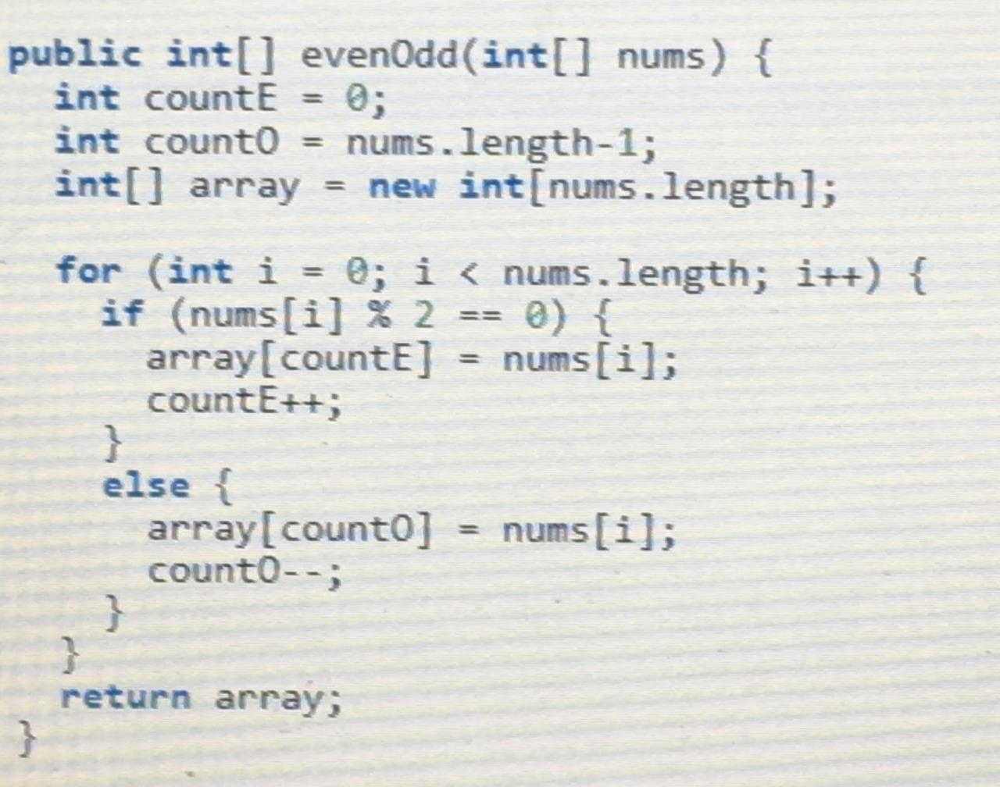 public int[] evenOdd(int[] nums) {
  int countE = 0;
  int countO = nums.length-1;
  int[] array = new int[nums.length];

  for (int i = 0; i < nums.length; i++) {
    if (nums[i] % 2 == 0) {
      array[countE] = nums[i];
      countE++;
    }
    else {
      array[countO] = nums[i];
      countO--;
    }
  }
  return array;
}